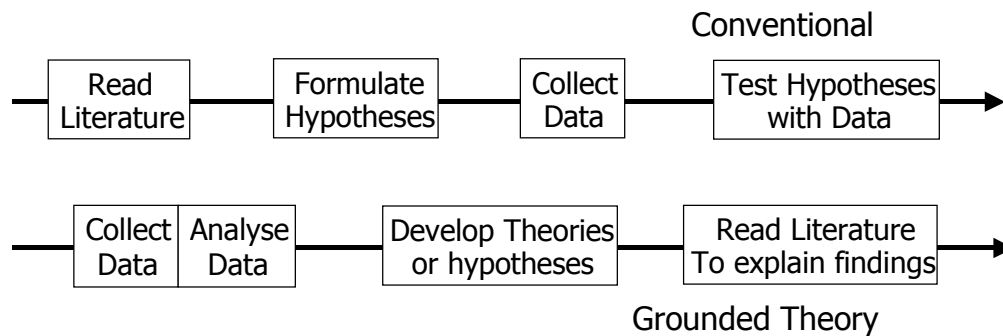 Conventional
Read
Literature
Formulate
Hypotheses
Collect
Data
Test Hypotheses
with Data
Collect
Data
Analyse
Data
Develop Theories
or hypotheses
Read Literature
To explain findings
Grounded Theory